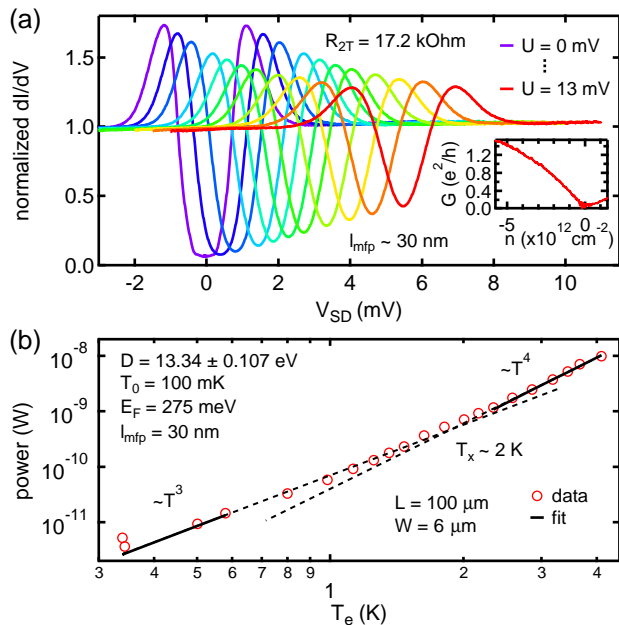 (a)
normalized dI/dV
1.5
1.0
0.5
0.0
R2T = 17.2 kOhm
U = 0 mV
⋮
U = 13 mV
lmfp ~ 30 nm
G (e²/h)
1.2
0.8
0.4
0.0
-5
0
n (x10¹² cm⁻²)
-2
0
2
4
6
8
10
VSD (mV)
(b)
power (W)
10⁻⁸
10⁻⁹
10⁻¹⁰
10⁻¹¹
D = 13.34 ± 0.107 eV
T0 = 100 mK
EF = 275 meV
lmfp = 30 nm
~T⁴
~T³
Tx ~ 2 K
L = 100 µm
W = 6 µm
data
fit
3
4
5
6
7
8
9
1
2
3
4
Te (K)